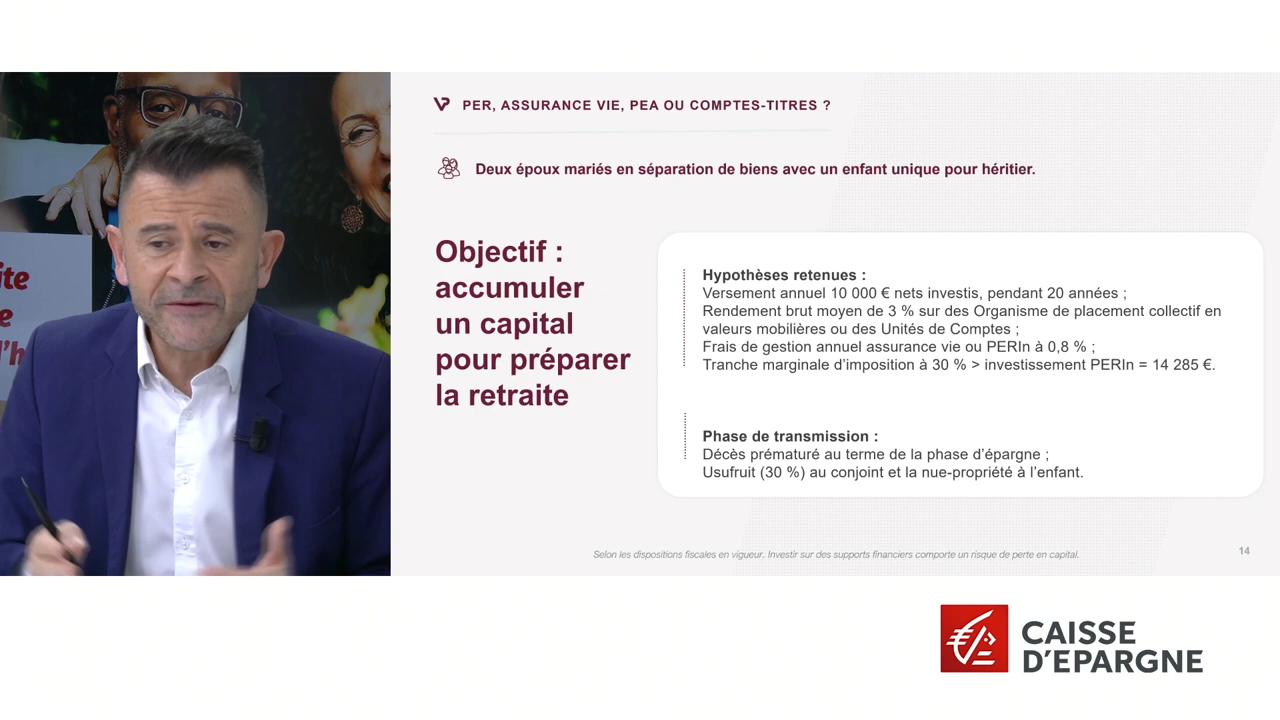 PER, ASSURANCE VIE, PEA OU COMPTES-TITRES ?
Deux époux mariés en séparation de biens avec un enfant unique pour héritier.
Objectif :
accumuler
un capital
pour préparer
la retraite
Hypothèses retenues :
Versement annuel 10 000 € nets investis, pendant 20 années ;
Rendement brut moyen de 3 % sur des Organisme de placement collectif en
valeurs mobilières ou des Unités de Comptes ;
Frais de gestion annuel assurance vie ou PERIn à 0,8 % ;
Tranche marginale d'imposition à 30 % > investissement PERIn = 14 285 €.
Phase de transmission :
Décès prématuré au terme de la phase d'épargne ;
Usufruit (30 %) au conjoint et la nue-propriété à l'enfant.
Selon les dispositions fiscales en vigueur. Investir sur des supports financiers comporte un risque de perte en capital.
14
CAISSE
D'EPARGNE